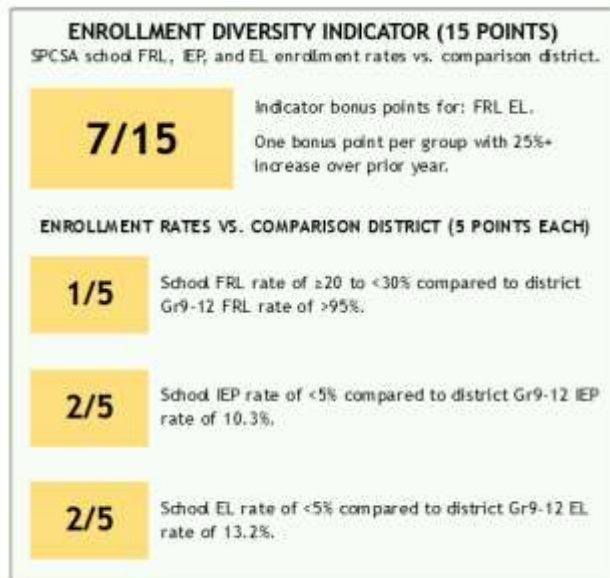 ENROLLMENT DIVERSITY INDICATOR (15 POINTS)
SPCSA school FRL, IEP, and EL enrollment rates vs. comparison district.
7/15
Indicator bonus points for: FRL EL.
One bonus point per group with 25%+
increase over prior year.
ENROLLMENT RATES VS. COMPARISON DISTRICT (5 POINTS EACH)
1/5
School FRL rate of ≥20 to <30% compared to district
Gr9-12 FRL rate of >95%.
2/5
School IEP rate of <5% compared to district Gr9-12 IEP
rate of 10.3%.
2/5
School EL rate of <5% compared to district Gr9-12 EL
rate of 13.2%.